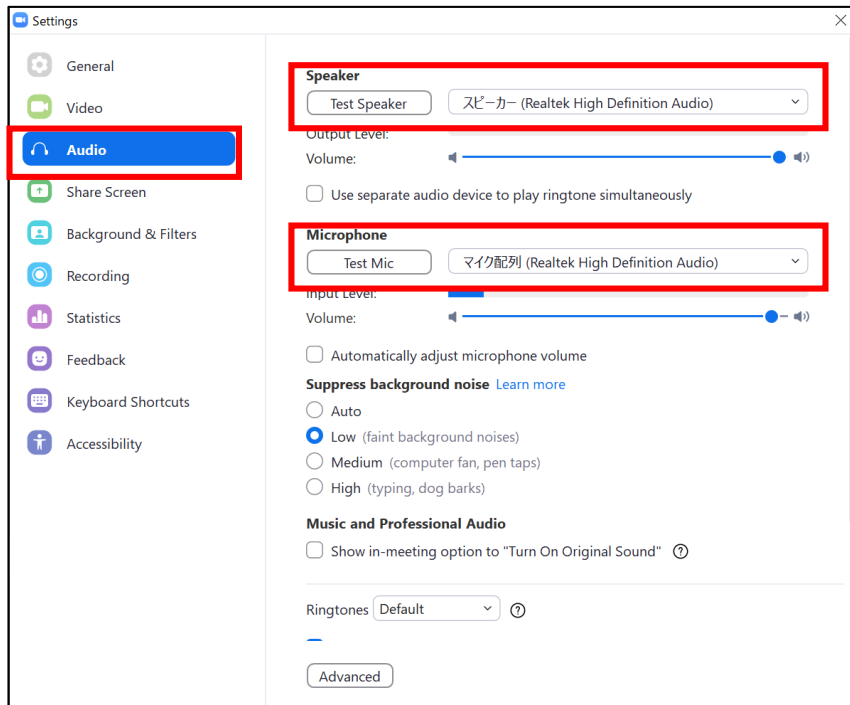 Settings
General
Video
Audio
Share Screen
Background & Filters
Recording
Statistics
Feedback
Keyboard Shortcuts
Accessibility
Speaker
Test Speaker
スピーカー (Realtek High Definition Audio)
Output Level:
Volume:
Use separate audio device to play ringtone simultaneously
Microphone
Test Mic
マイク配列 (Realtek High Definition Audio)
Input Level:
Volume:
Automatically adjust microphone volume
Suppress background noise Learn more
Auto
Low (faint background noises)
Medium (computer fan, pen taps)
High (typing, dog barks)
Music and Professional Audio
Show in-meeting option to "Turn On Original Sound" ?
Ringtones Default ?
Advanced